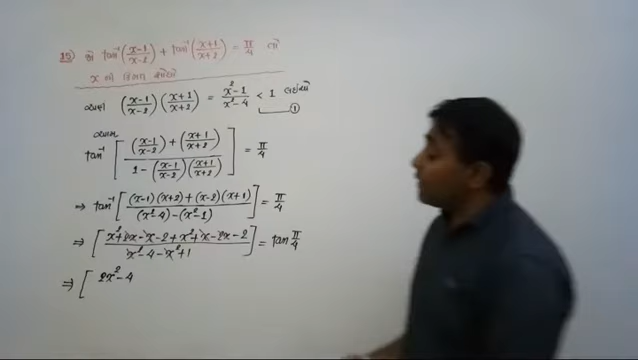 15) જો tan⁻¹(x-1/x-2) + tan⁻¹(x+1/x+2) = π/4 તો
x ની કિંમત શોધો
(x-1/x-2)(x+1/x+2) = x²-1/x²-4 < 1 ①
tan⁻¹[((x-1/x-2) + (x+1/x+2))/(1-(x-1/x-2)(x+1/x+2))] = π/4
⇒ tan⁻¹[((x-1)(x+2)+(x-2)(x+1))/((x²-4)-(x²-1))] = π/4
⇒ [(x²+2x-x-2+x²+x-2x-2)/(x²-4-x²+1)] = tan π/4
⇒ [2x²-4